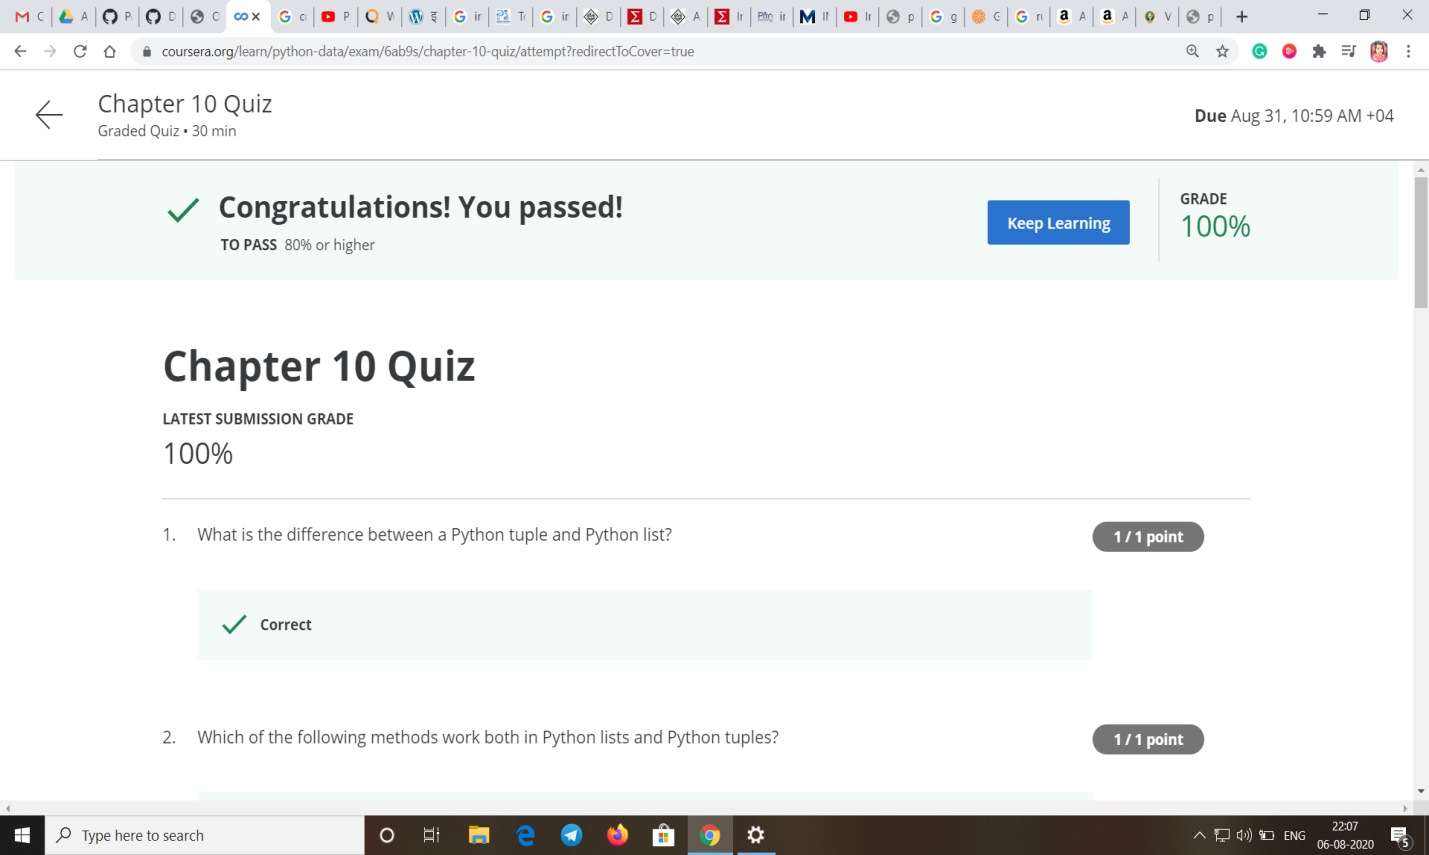 coursera.org/learn/python-data/exam/6ab9s/chapter-10-quiz/attempt?redirectToCover=true
Chapter 10 Quiz
Graded Quiz • 30 min
Due Aug 31, 10:59 AM +04
Congratulations! You passed!
TO PASS 80% or higher
Keep Learning
GRADE
100%
Chapter 10 Quiz
LATEST SUBMISSION GRADE
100%
1. What is the difference between a Python tuple and Python list?
1 / 1 point
Correct
2. Which of the following methods work both in Python lists and Python tuples?
1 / 1 point
Type here to search
ENG
22:07
06-08-2020
5